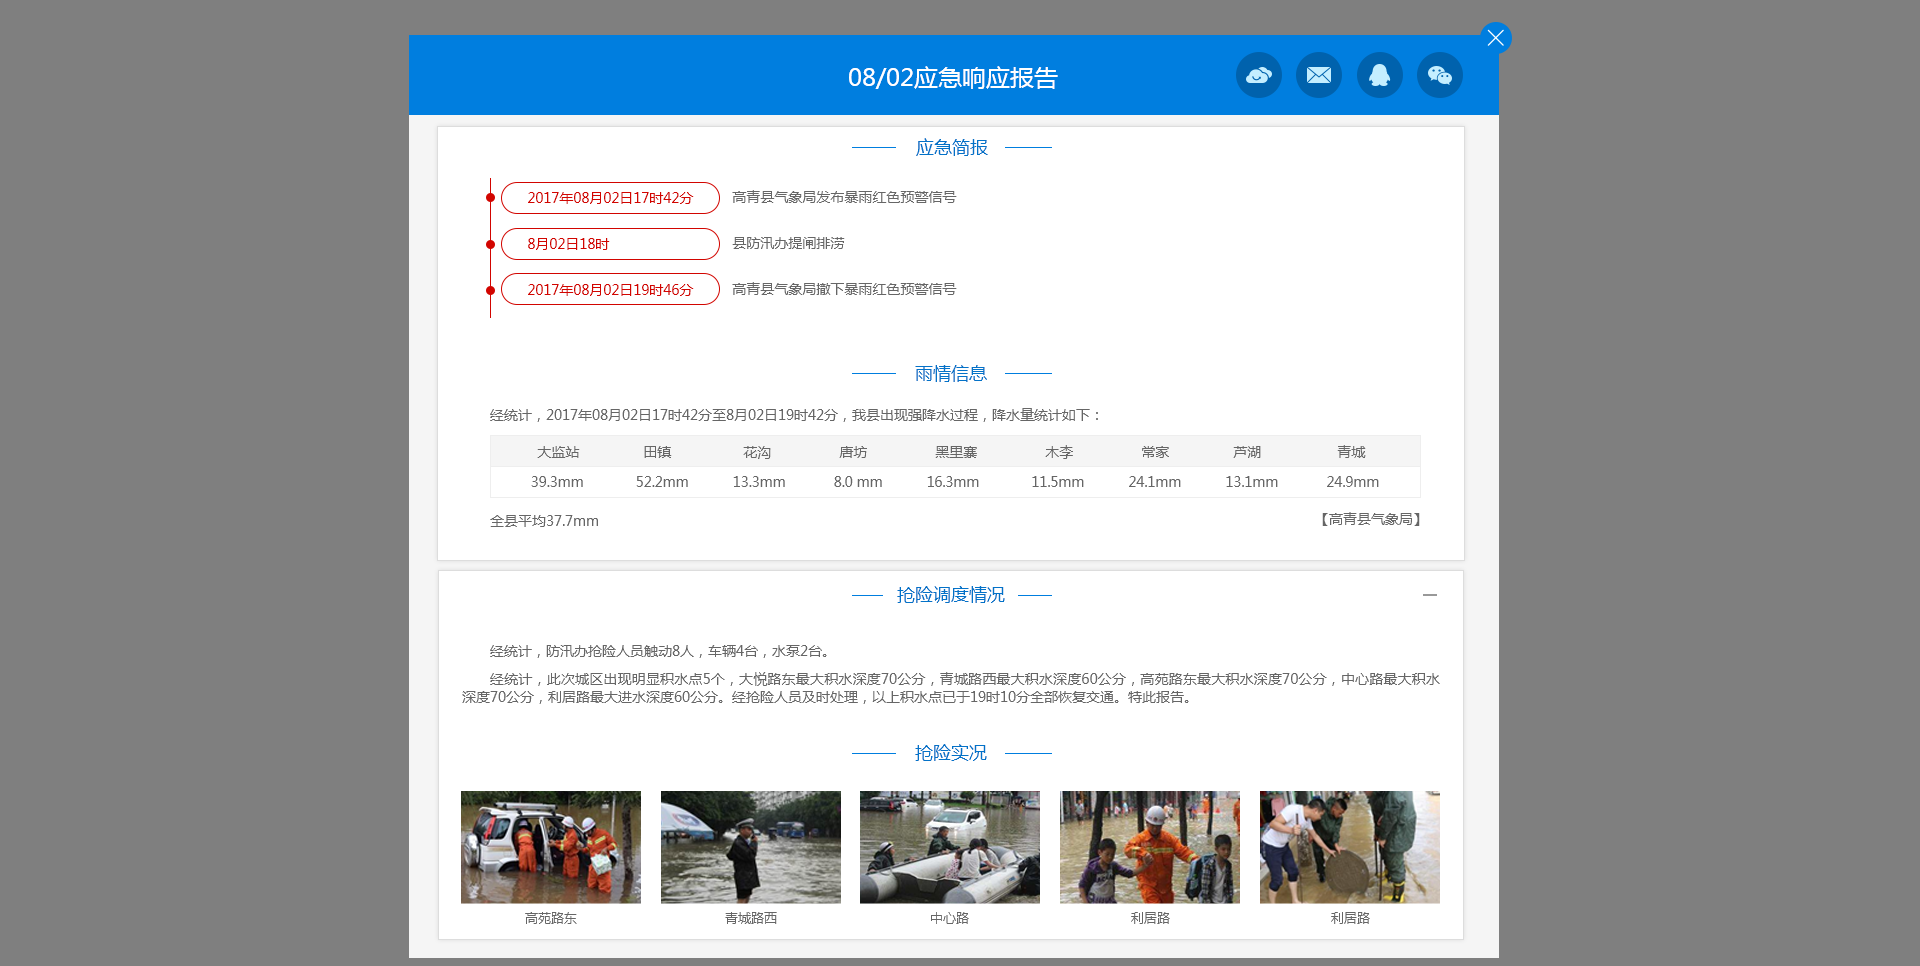 08/02应急响应报告
应急简报
2017年08月02日17时42分 高青县气象局发布暴雨红色预警信号
8月02日18时 县防汛办提闸排涝
2017年08月02日19时46分 高青县气象局撤下暴雨红色预警信号
雨情信息
经统计，2017年08月02日17时42分至8月02日19时42分，我县出现强降水过程，降水量统计如下：
大监站 田镇 花沟 唐坊 黑里寨 木李 常家 芦湖 青城
39.3mm 52.2mm 13.3mm 8.0 mm 16.3mm 11.5mm 24.1mm 13.1mm 24.9mm
全县平均37.7mm 【高青县气象局】
抢险调度情况
经统计，防汛办抢险人员触动8人，车辆4台，水泵2台。
经统计，此次城区出现明显积水点5个，大悦路东最大积水深度70公分，青城路西最大积水深度60公分，高苑路东最大积水深度70公分，中心路最大积水
深度70公分，利居路最大进水深度60公分。经抢险人员及时处理，以上积水点已于19时10分全部恢复交通。特此报告。
抢险实况
高苑路东 青城路西 中心路 利居路 利居路